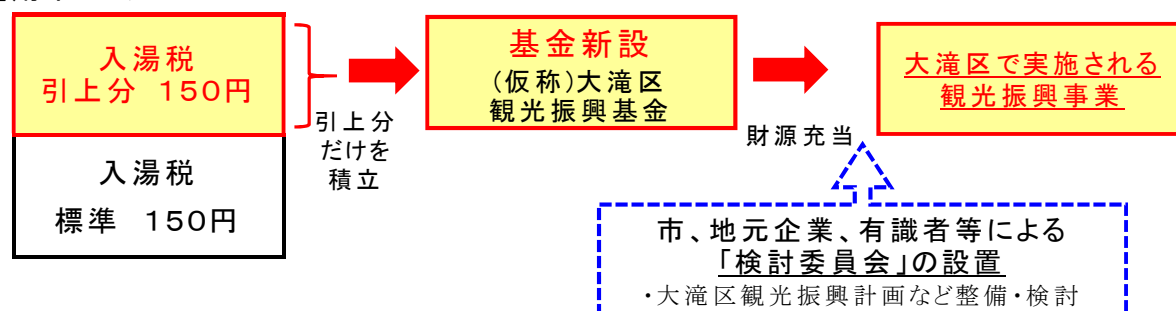 入湯税
引上分 150円
入湯税
標準 150円
引上分
だけを
積立
基金新設
(仮称)大滝区
観光振興基金
財源充当
大滝区で実施される
観光振興事業
市、地元企業、有識者等による
「検討委員会」の設置
・大滝区観光振興計画など整備・検討